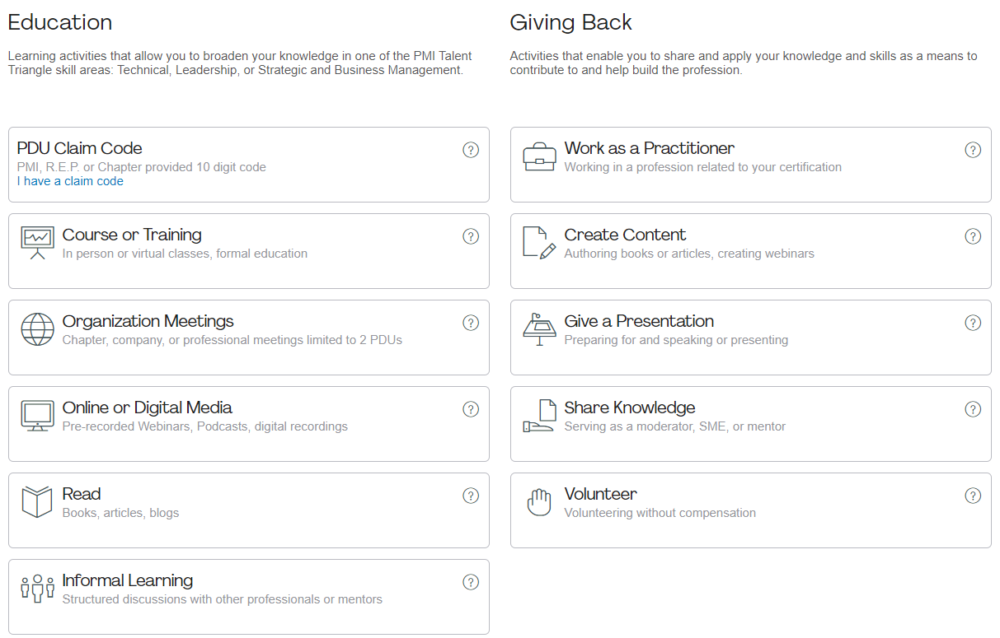 Education
Learning activities that allow you to broaden your knowledge in one of the PMI Talent
Triangle skill areas: Technical, Leadership, or Strategic and Business Management.
PDU Claim Code
?
PMI, R.E.P. or Chapter provided 10 digit code
I have a claim code
Course or Training
?
In person or virtual classes, formal education
Organization Meetings
?
Chapter, company, or professional meetings limited to 2 PDUs
Online or Digital Media
?
Pre-recorded Webinars, Podcasts, digital recordings
Read
?
Books, articles, blogs
Informal Learning
?
Structured discussions with other professionals or mentors
Giving Back
Activities that enable you to share and apply your knowledge and skills as a means to
contribute to and help build the profession.
Work as a Practitioner
?
Working in a profession related to your certification
Create Content
?
Authoring books or articles, creating webinars
Give a Presentation
?
Preparing for and speaking or presenting
Share Knowledge
?
Serving as a moderator, SME, or mentor
Volunteer
?
Volunteering without compensation